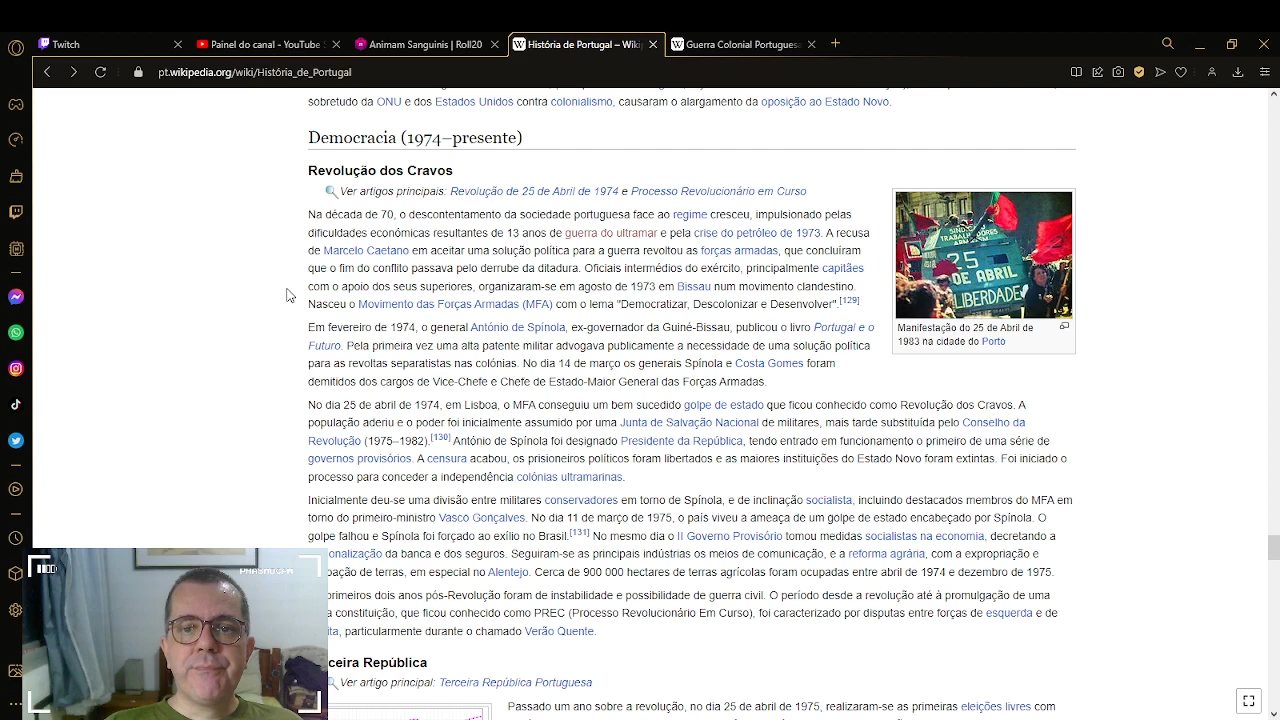 Twitch
Painel do canal - YouTube S
Animam Sanguinis | Roll20
História de Portugal – Wiki
Guerra Colonial Portuguesa
pt.wikipedia.org/wiki/História_de_Portugal
sobretudo da ONU e dos Estados Unidos contra colonialismo, causaram o alargamento da oposição ao Estado Novo.
Democracia (1974–presente)
Revolução dos Cravos
Ver artigos principais: Revolução de 25 de Abril de 1974 e Processo Revolucionário em Curso
Na década de 70, o descontentamento da sociedade portuguesa face ao regime cresceu, impulsionado pelas
dificuldades económicas resultantes de 13 anos de guerra do ultramar e pela crise do petróleo de 1973. A recusa
de Marcelo Caetano em aceitar uma solução política para a guerra revoltou as forças armadas, que concluíram
que o fim do conflito passava pelo derrube da ditadura. Oficiais intermédios do exército, principalmente capitães
com o apoio dos seus superiores, organizaram-se em agosto de 1973 em Bissau num movimento clandestino.
Nasceu o Movimento das Forças Armadas (MFA) com o lema "Democratizar, Descolonizar e Desenvolver".[129]
SINDI
TRABALHADORES
25
DE ABRIL
LIBERDADE
Manifestação do 25 de Abril de
1983 na cidade do Porto
Em fevereiro de 1974, o general António de Spínola, ex-governador da Guiné-Bissau, publicou o livro Portugal e o
Futuro. Pela primeira vez uma alta patente militar advogava publicamente a necessidade de uma solução política
para as revoltas separatistas nas colónias. No dia 14 de março os generais Spínola e Costa Gomes foram
demitidos dos cargos de Vice-Chefe e Chefe de Estado-Maior General das Forças Armadas.
No dia 25 de abril de 1974, em Lisboa, o MFA conseguiu um bem sucedido golpe de estado que ficou conhecido como Revolução dos Cravos. A
população aderiu e o poder foi inicialmente assumido por uma Junta de Salvação Nacional de militares, mais tarde substituída pelo Conselho da
Revolução (1975–1982).[130] António de Spínola foi designado Presidente da República, tendo entrado em funcionamento o primeiro de uma série de
governos provisórios. A censura acabou, os prisioneiros políticos foram libertados e as maiores instituições do Estado Novo foram extintas. Foi iniciado o
processo para conceder a independência colónias ultramarinas.
Inicialmente deu-se uma divisão entre militares conservadores em torno de Spínola, e de inclinação socialista, incluindo destacados membros do MFA em
torno do primeiro-ministro Vasco Gonçalves. No dia 11 de março de 1975, o país viveu a ameaça de um golpe de estado encabeçado por Spínola. O
golpe falhou e Spínola foi forçado ao exílio no Brasil.[131] No mesmo dia o II Governo Provisório tomou medidas socialistas na economia, decretando a
onalização da banca e dos seguros. Seguiram-se as principais indústrias os meios de comunicação, e a reforma agrária, com a expropriação e
pação de terras, em especial no Alentejo. Cerca de 900 000 hectares de terras agrícolas foram ocupadas entre abril de 1974 e dezembro de 1975.
primeiros dois anos pós-Revolução foram de instabilidade e possibilidade de guerra civil. O período desde a revolução até à promulgação de uma
a constituição, que ficou conhecido como PREC (Processo Revolucionário Em Curso), foi caracterizado por disputas entre forças de esquerda e de
ita, particularmente durante o chamado Verão Quente.
ceira República
Ver artigo principal: Terceira República Portuguesa
Passado um ano sobre a revolução, no dia 25 de abril de 1975, realizaram-se as primeiras eleições livres com